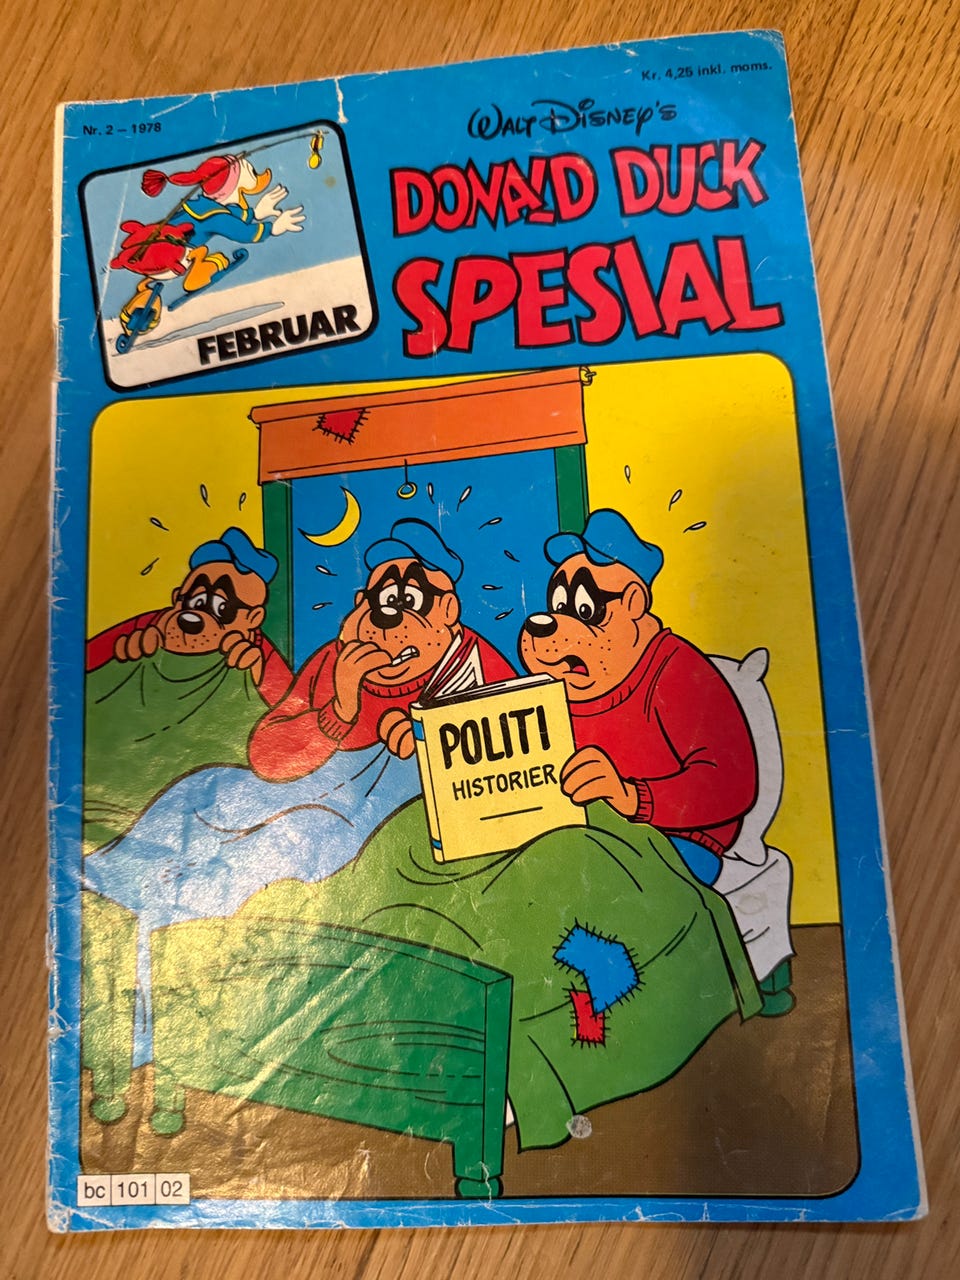 Kr. 4,25 inkl. moms.
Nr. 2 – 1978
WALT DISNEY'S
DONALD DUCK
SPESIAL
FEBRUAR
POLITI
HISTORIER
bc 101 02